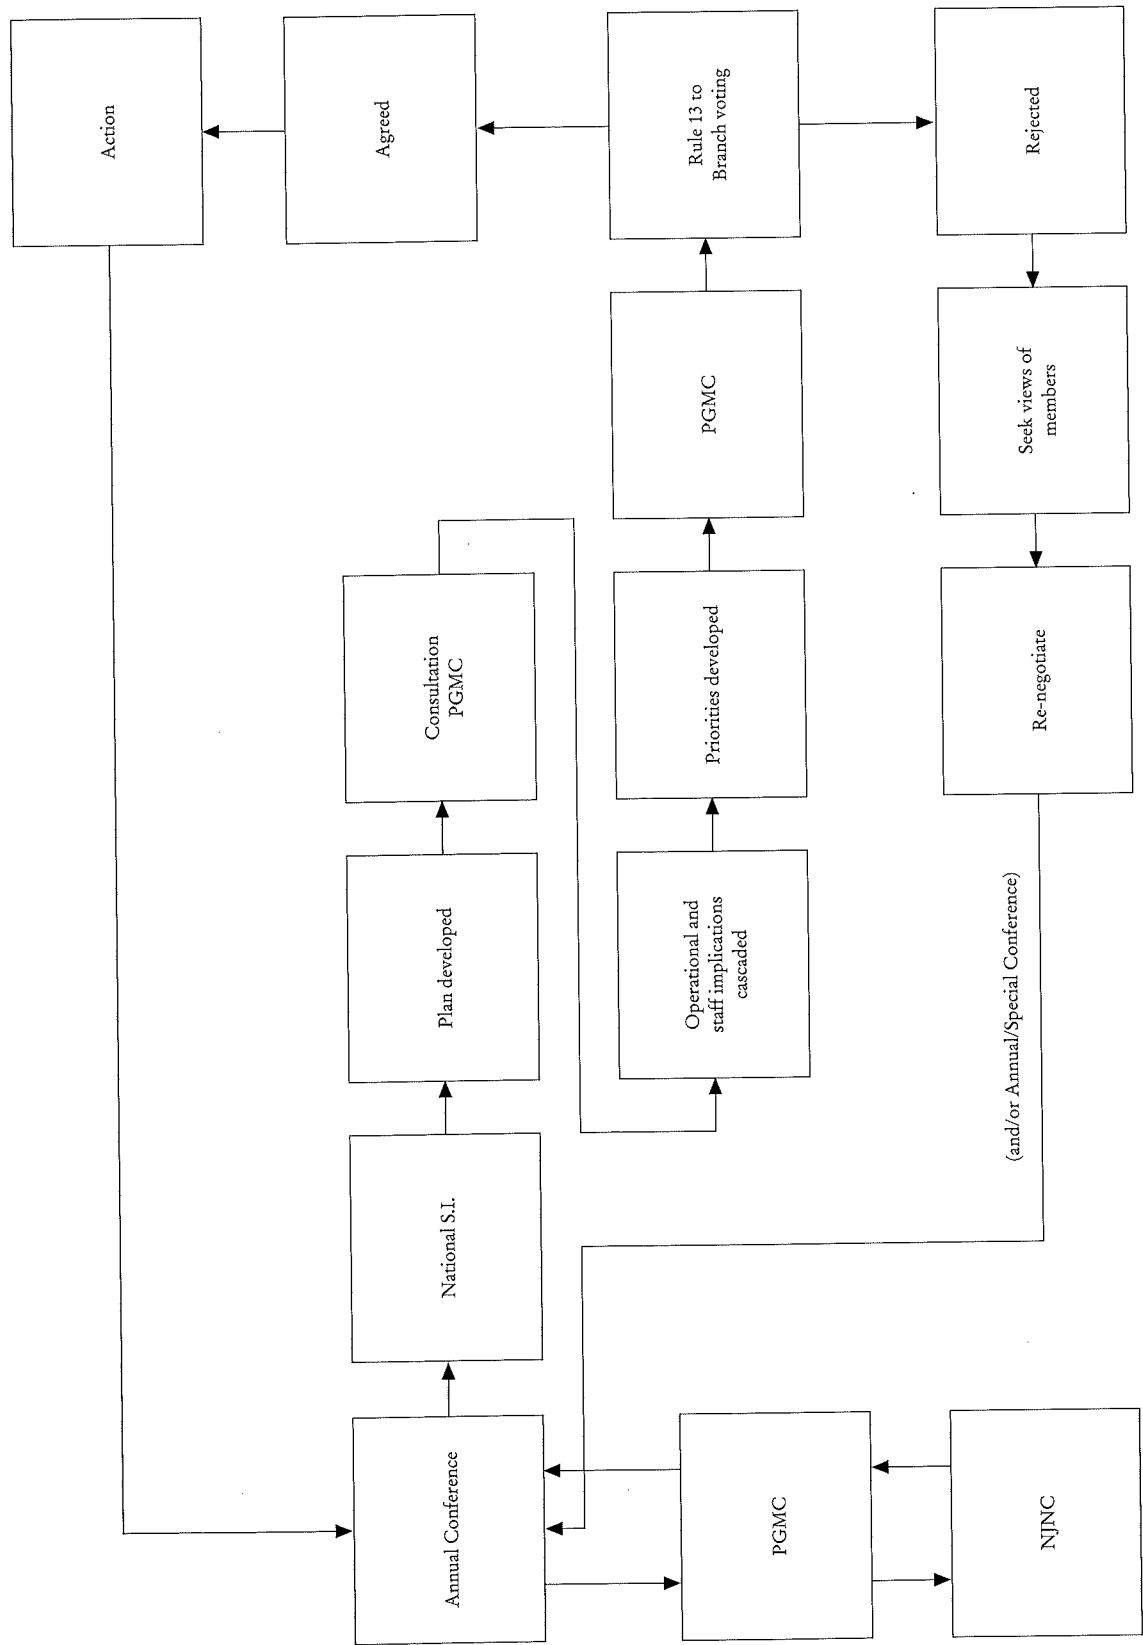 Action
Agreed
Rule 13 to
Branch voting
Rejected
Consultation
PGMC
PGMC
Seek views of
members
Plan developed
Priorities developed
Re-negotiate
National S.I.
Operational and
staff implications
cascaded
(and/or Annual/Special Conference)
Annual Conference
PGMC
NJNC